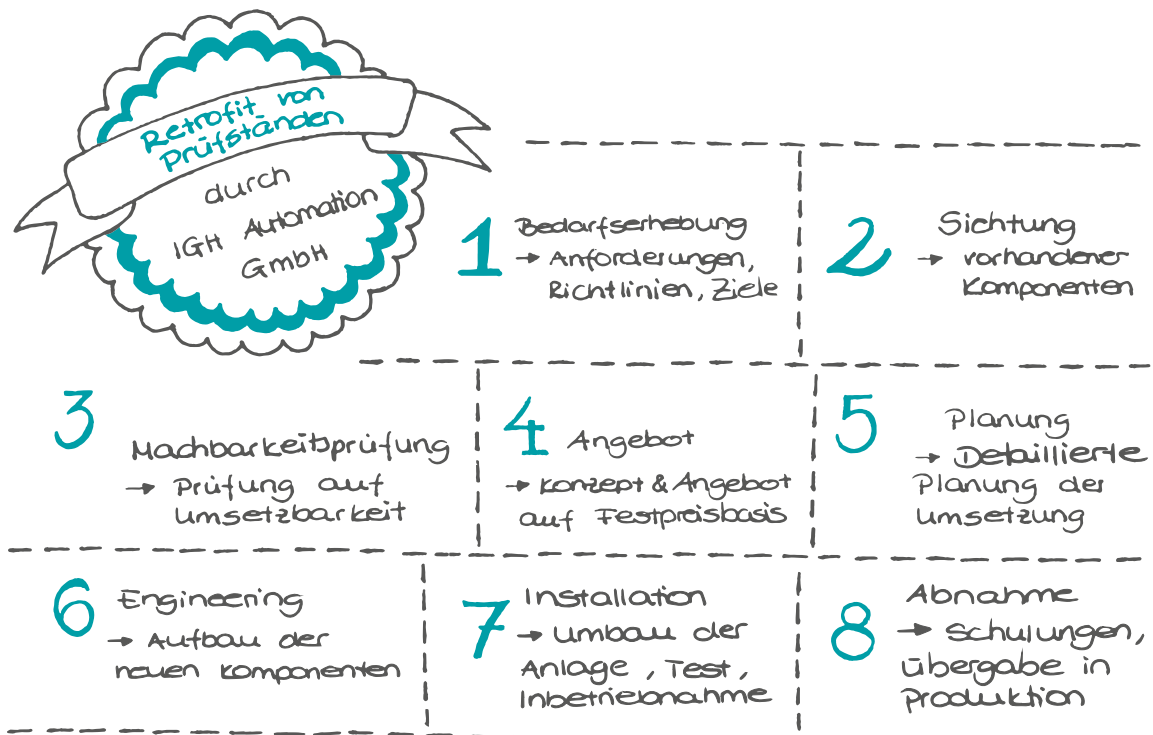 Retrofit von
Prüfständen
durch
IGH Automation
GmbH
1 Bedarfserhebung
→ Anforderungen,
Richtlinien, Ziele
2 Sichtung
→ vorhandener
Komponenten
3 Machbarkeitsprüfung
→ Prüfung auf
Umsetzbarkeit
4 Angebot
→ Konzept & Angebot
auf Festpreisbasis
5 Planung
→ Detaillierte
Planung der
Umsetzung
6 Engineering
→ Aufbau der
neuen Komponenten
7 Installation
→ Umbau der
Anlage, Test,
Inbetriebnahme
8 Abnahme
→ Schulungen,
Übergabe in
Produktion